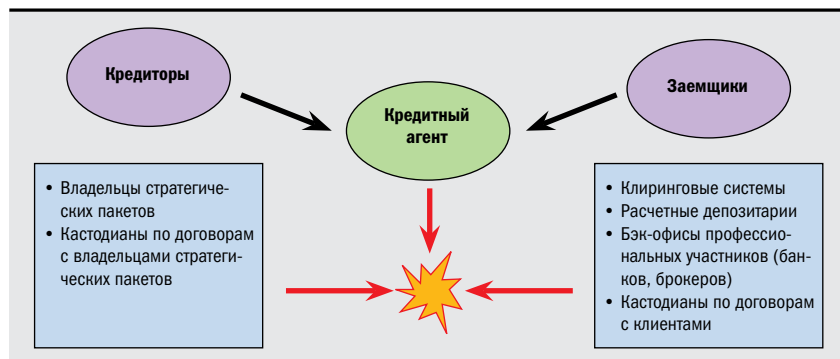 Кредиторы
Кредитный
агент
Заемщики
• Владельцы стратегиче-
ских пакетов
• Кастодианы по договорам
с владельцами стратеги-
ческих пакетов
• Клиринговые системы
• Расчетные депозитарии
• Бэк-офисы профессио-
нальных участников (бан-
ков, брокеров)
• Кастодианы по договорам
с клиентами